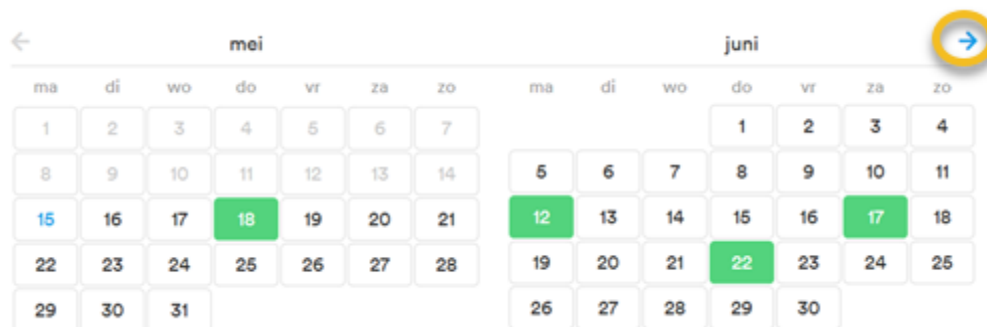 mei
ma di wo do vr za zo
1 2 3 4 5 6 7
8 9 10 11 12 13 14
15 16 17 18 19 20 21
22 23 24 25 26 27 28
29 30 31
juni
ma di wo do vr za zo
1 2 3 4
5 6 7 8 9 10 11
12 13 14 15 16 17 18
19 20 21 22 23 24 25
26 27 28 29 30